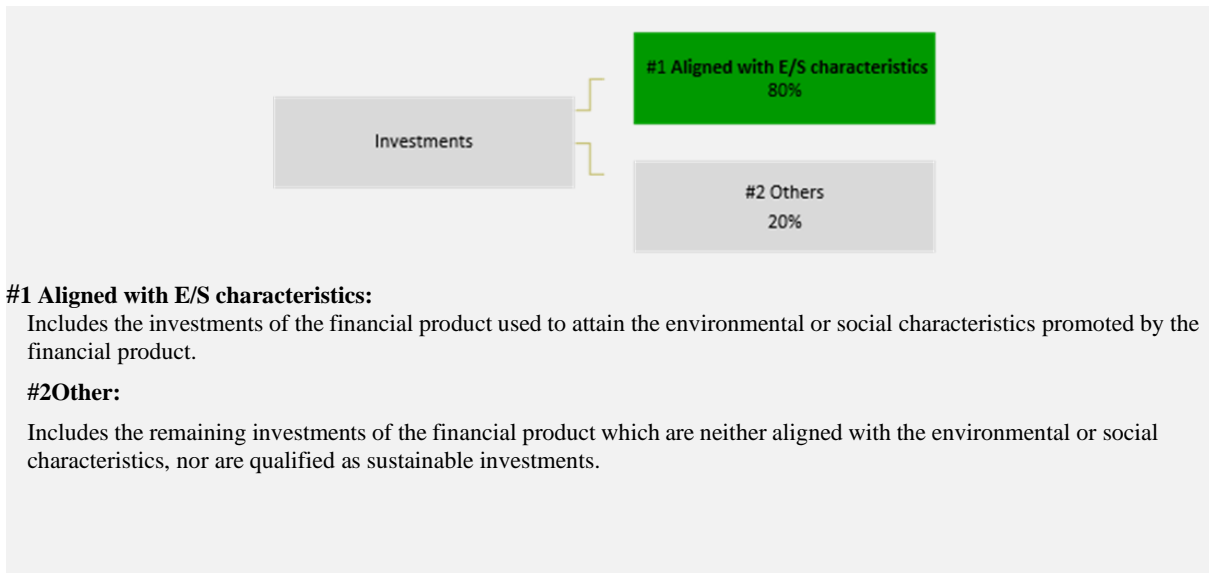 #1 Aligned with E/S characteristics
80%
Investments
#2 Others
20%
#1 Aligned with E/S characteristics:
Includes the investments of the financial product used to attain the environmental or social characteristics promoted by the
financial product.
#2Other:
Includes the remaining investments of the financial product which are neither aligned with the environmental or social
characteristics, nor are qualified as sustainable investments.